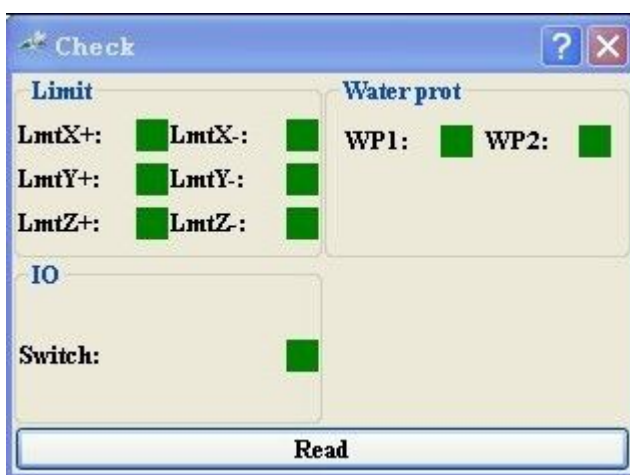 Check
Limit
LmtX+: LmtX-:
LmtY+: LmtY-:
LmtZ+: LmtZ-:
Water prot
WP1: WP2:
IO
Switch:
Read